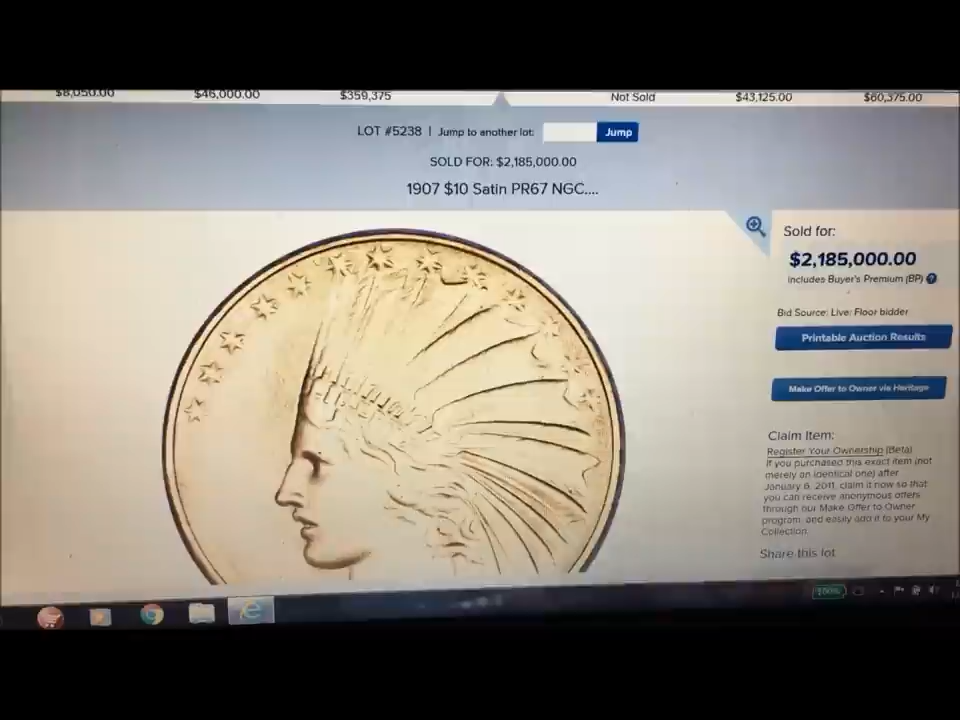 $8,050.00 $46,000.00 $359,375 Not Sold $43,125.00 $60,375.00
LOT #5238 | Jump to another lot: Jump
SOLD FOR: $2,185,000.00
1907 $10 Satin PR67 NGC....
Sold for:
$2,185,000.00
Includes Buyer's Premium (BP) ?
Bid Source: Live: Floor bidder
Printable Auction Results
Make Offer to Owner via Heritage
Claim Item:
Register Your Ownership (Beta)
If you purchased this exact item (not
merely an identical one) after
January 6, 2011, claim it now so that
you can receive anonymous offers
through our Make Offer to Owner
program, and easily add it to your My
Collection.
Share this lot
100%